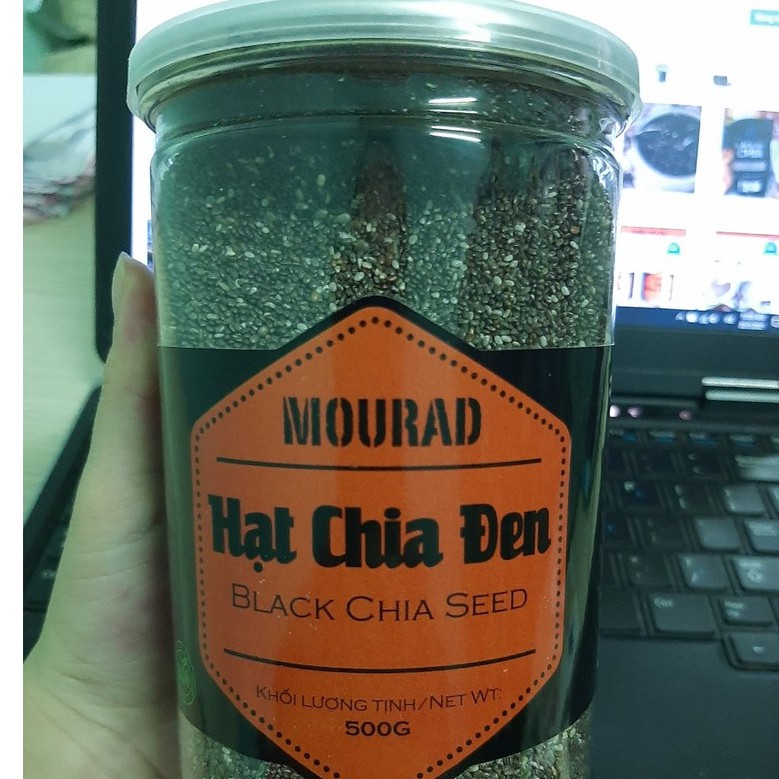 MOURAD
Hạt Chia Đen
BLACK CHIA SEED
KHỐI LƯỢNG TỊNH/NET WT:
500G